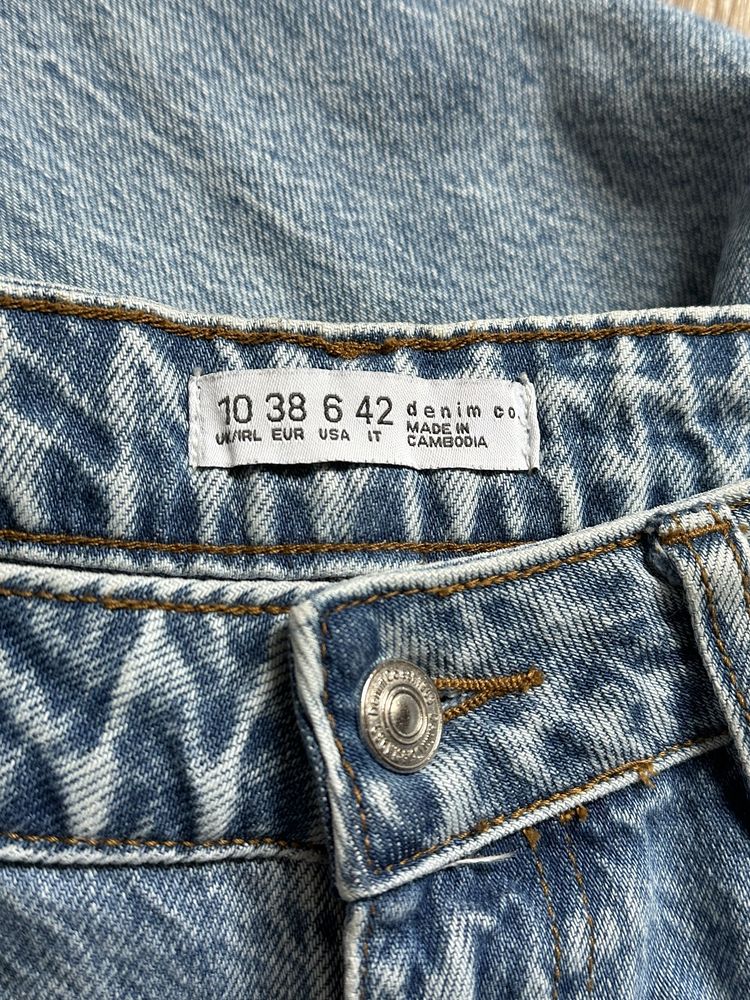 10 38 6 42 denim co.
UK/IRL EUR USA IT MADE IN
CAMBODIA